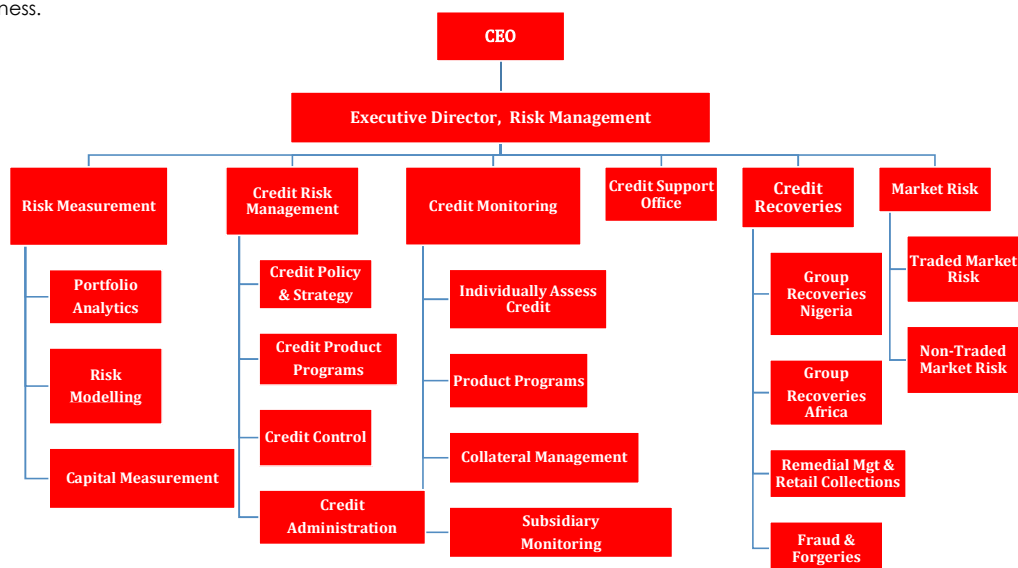 ness.
CEO
Executive Director, Risk Management
Risk Measurement
Portfolio
Analytics
Risk
Modelling
Capital Measurement
Credit Risk
Management
Credit Policy
& Strategy
Credit Product
Programs
Credit Control
Credit
Administration
Credit Monitoring
Individually Assess
Credit
Product Programs
Collateral Management
Subsidiary
Monitoring
Credit Support
Office
Credit
Recoveries
Group
Recoveries
Nigeria
Group
Recoveries
Africa
Remedial Mgt &
Retail Collections
Fraud &
Forgeries
Market Risk
Traded Market
Risk
Non-Traded
Market Risk